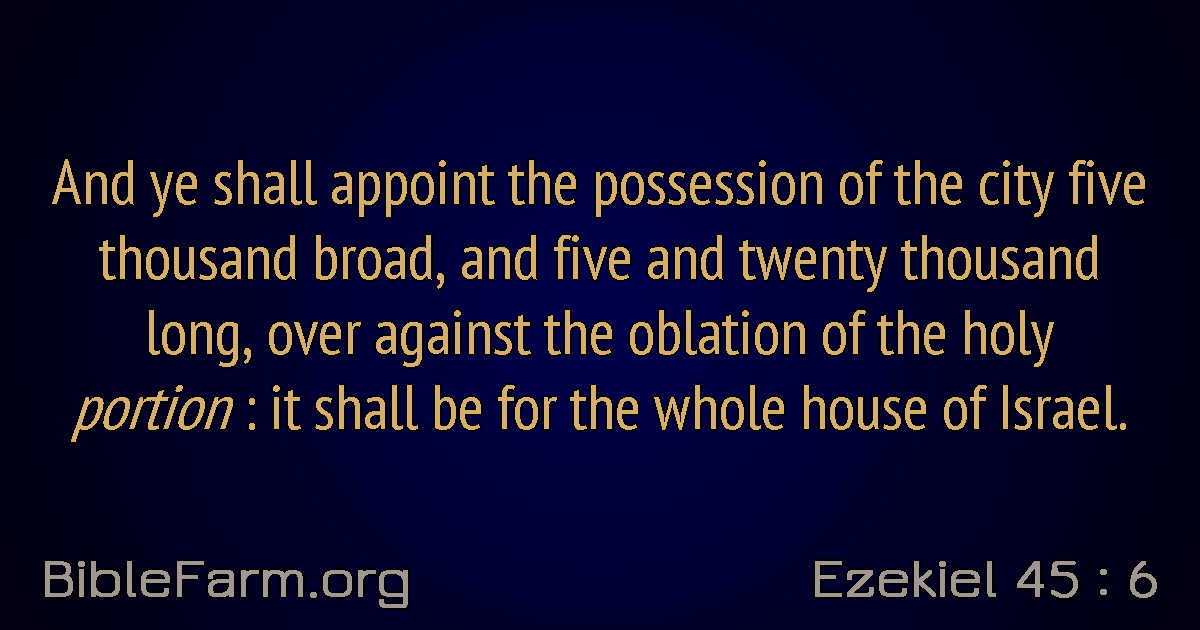 And ye shall appoint the possession of the city five
thousand broad, and five and twenty thousand
long, over against the oblation of the holy
portion : it shall be for the whole house of Israel.
BibleFarm.org
Ezekiel 45 : 6